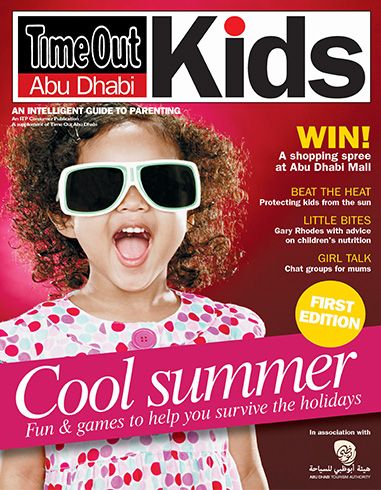 Time Out
Abu Dhabi
Kids
AN INTELLIGENT GUIDE TO PARENTING
An ITP Consumer Publication
A supplement of Time Out Abu Dhabi
WIN!
A shopping spree
at Abu Dhabi Mall
BEAT THE HEAT
Protecting kids from the sun
LITTLE BITES
Gary Rhodes with advice
on children's nutrition
GIRL TALK
Chat groups for mums
FIRST
EDITION
Cool summer
Fun & games to help you survive the holidays
In association with
هيئة أبوظبي للسياحة
ABU DHABI TOURISM AUTHORITY